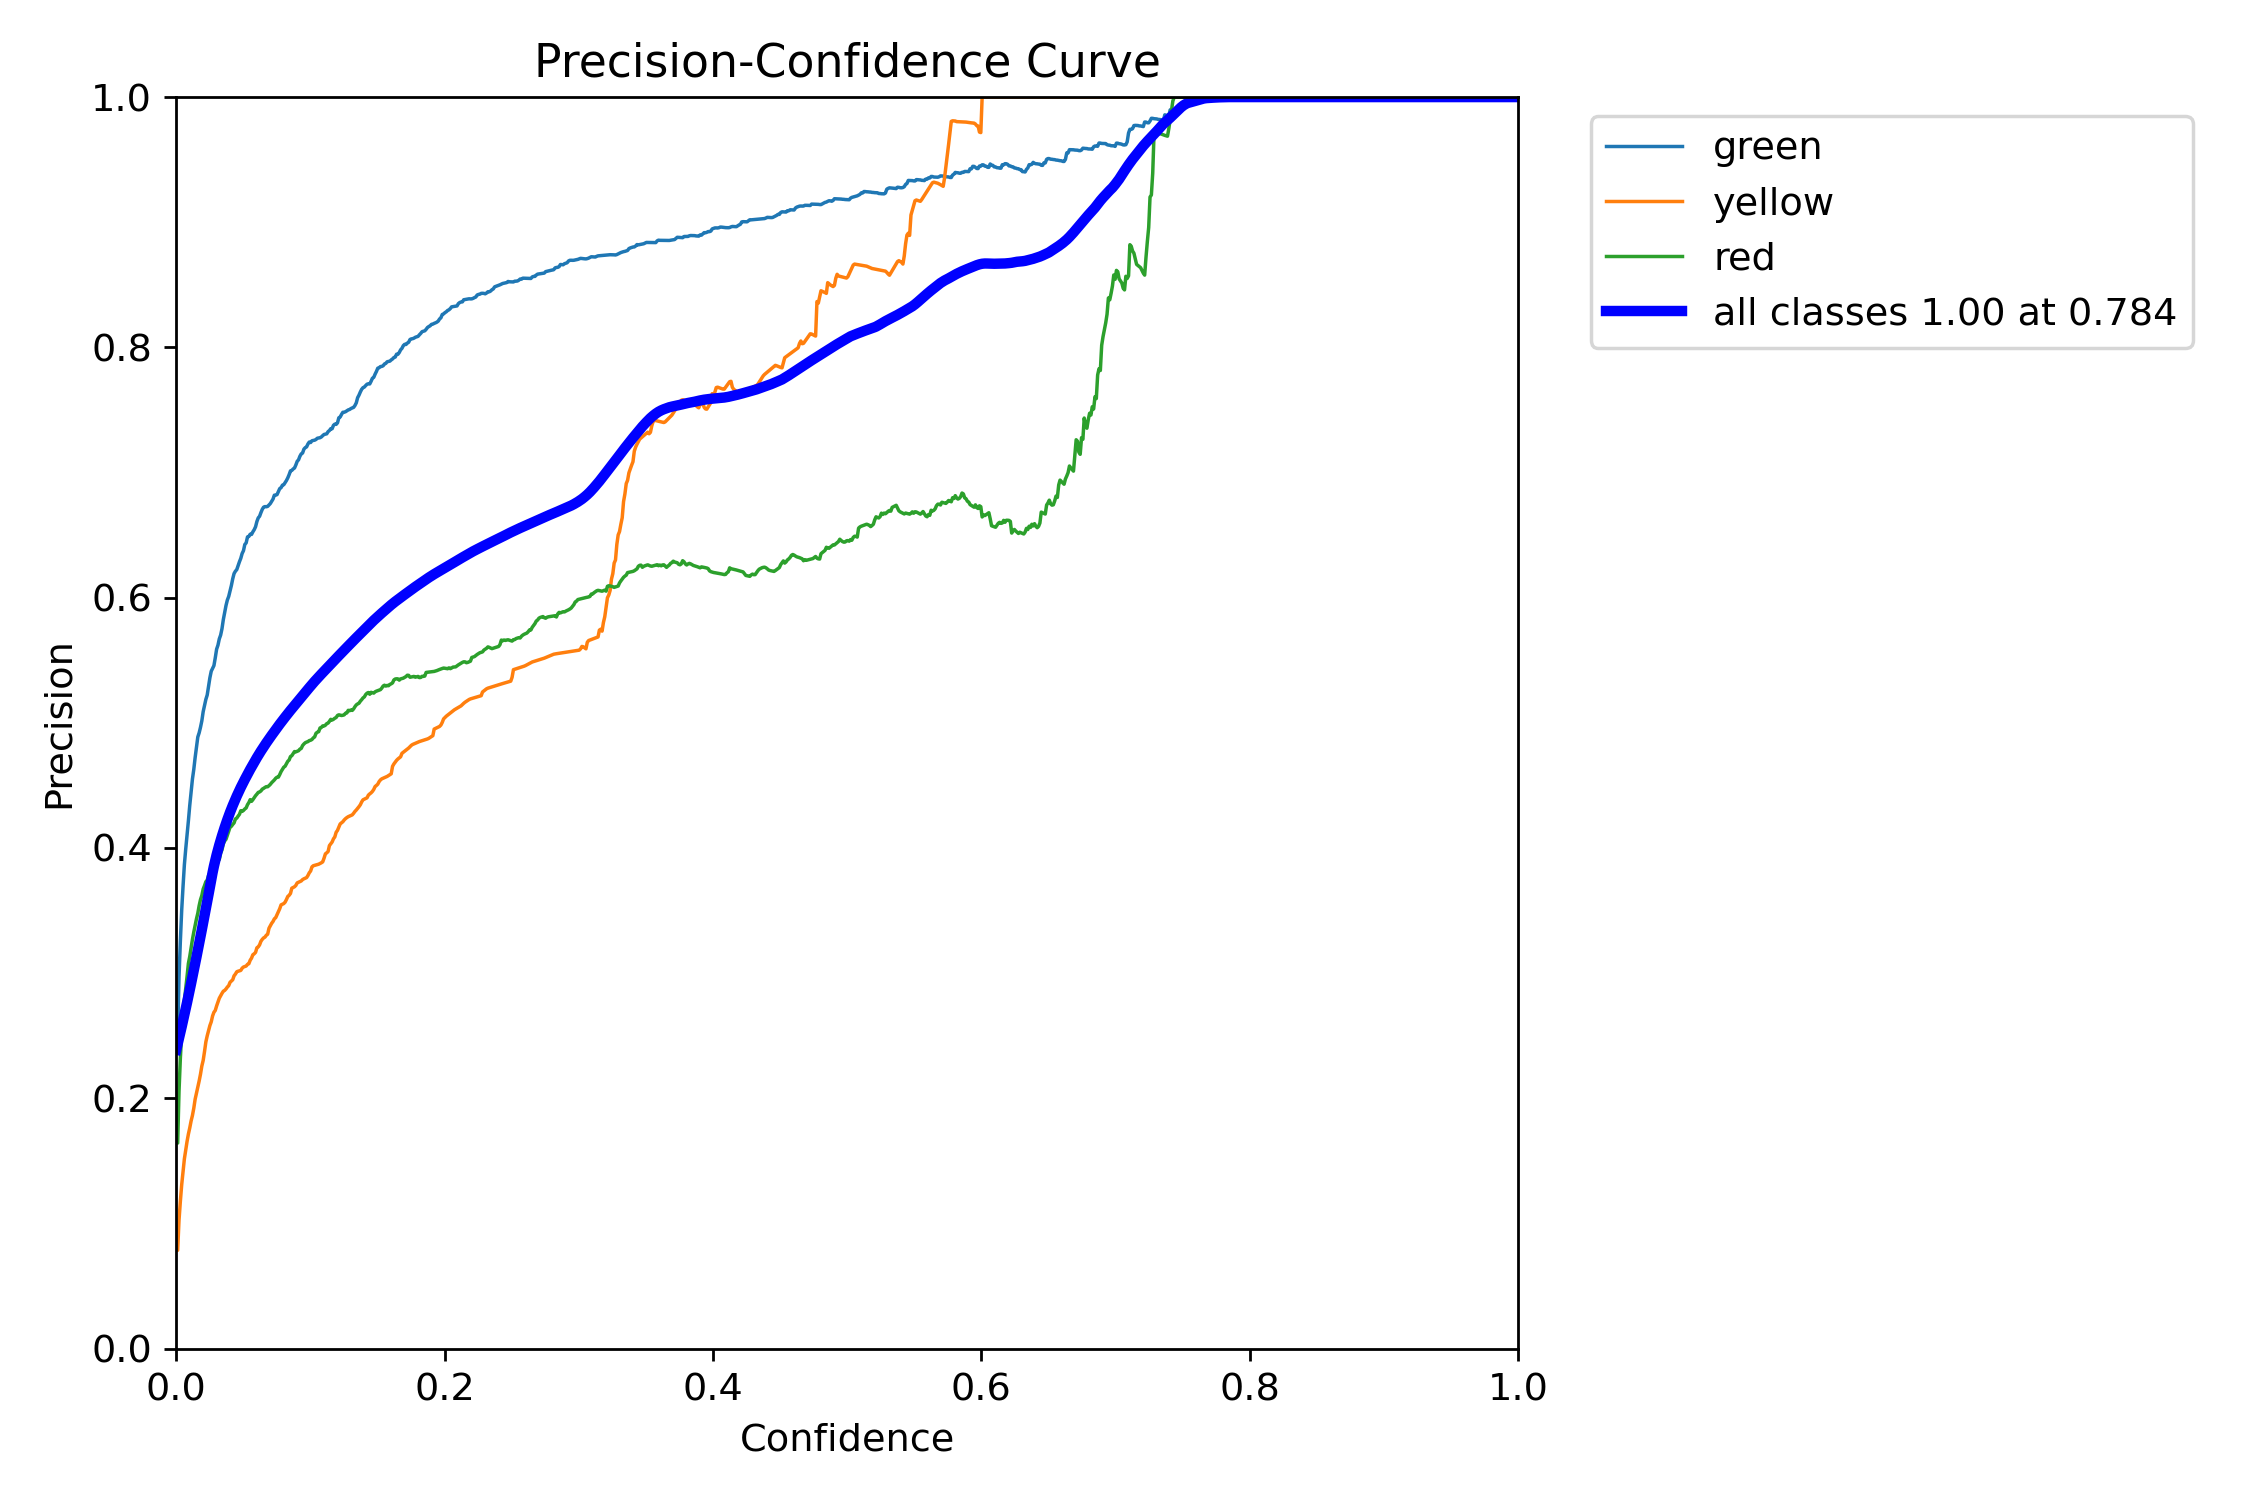 Precision-Confidence Curve
1.0
0.8
0.6
0.4
0.2
0.0
Precision
0.0 0.2 0.4 0.6 0.8 1.0
Confidence
green
yellow
red
all classes 1.00 at 0.784